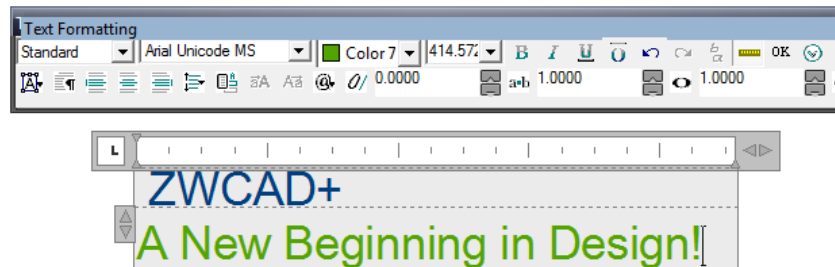 Text Formatting
Standard Arial Unicode MS Color 7 414.572 B I U O OK
0.0000 a•b 1.0000 1.0000
L
ZWCAD+
A New Beginning in Design!